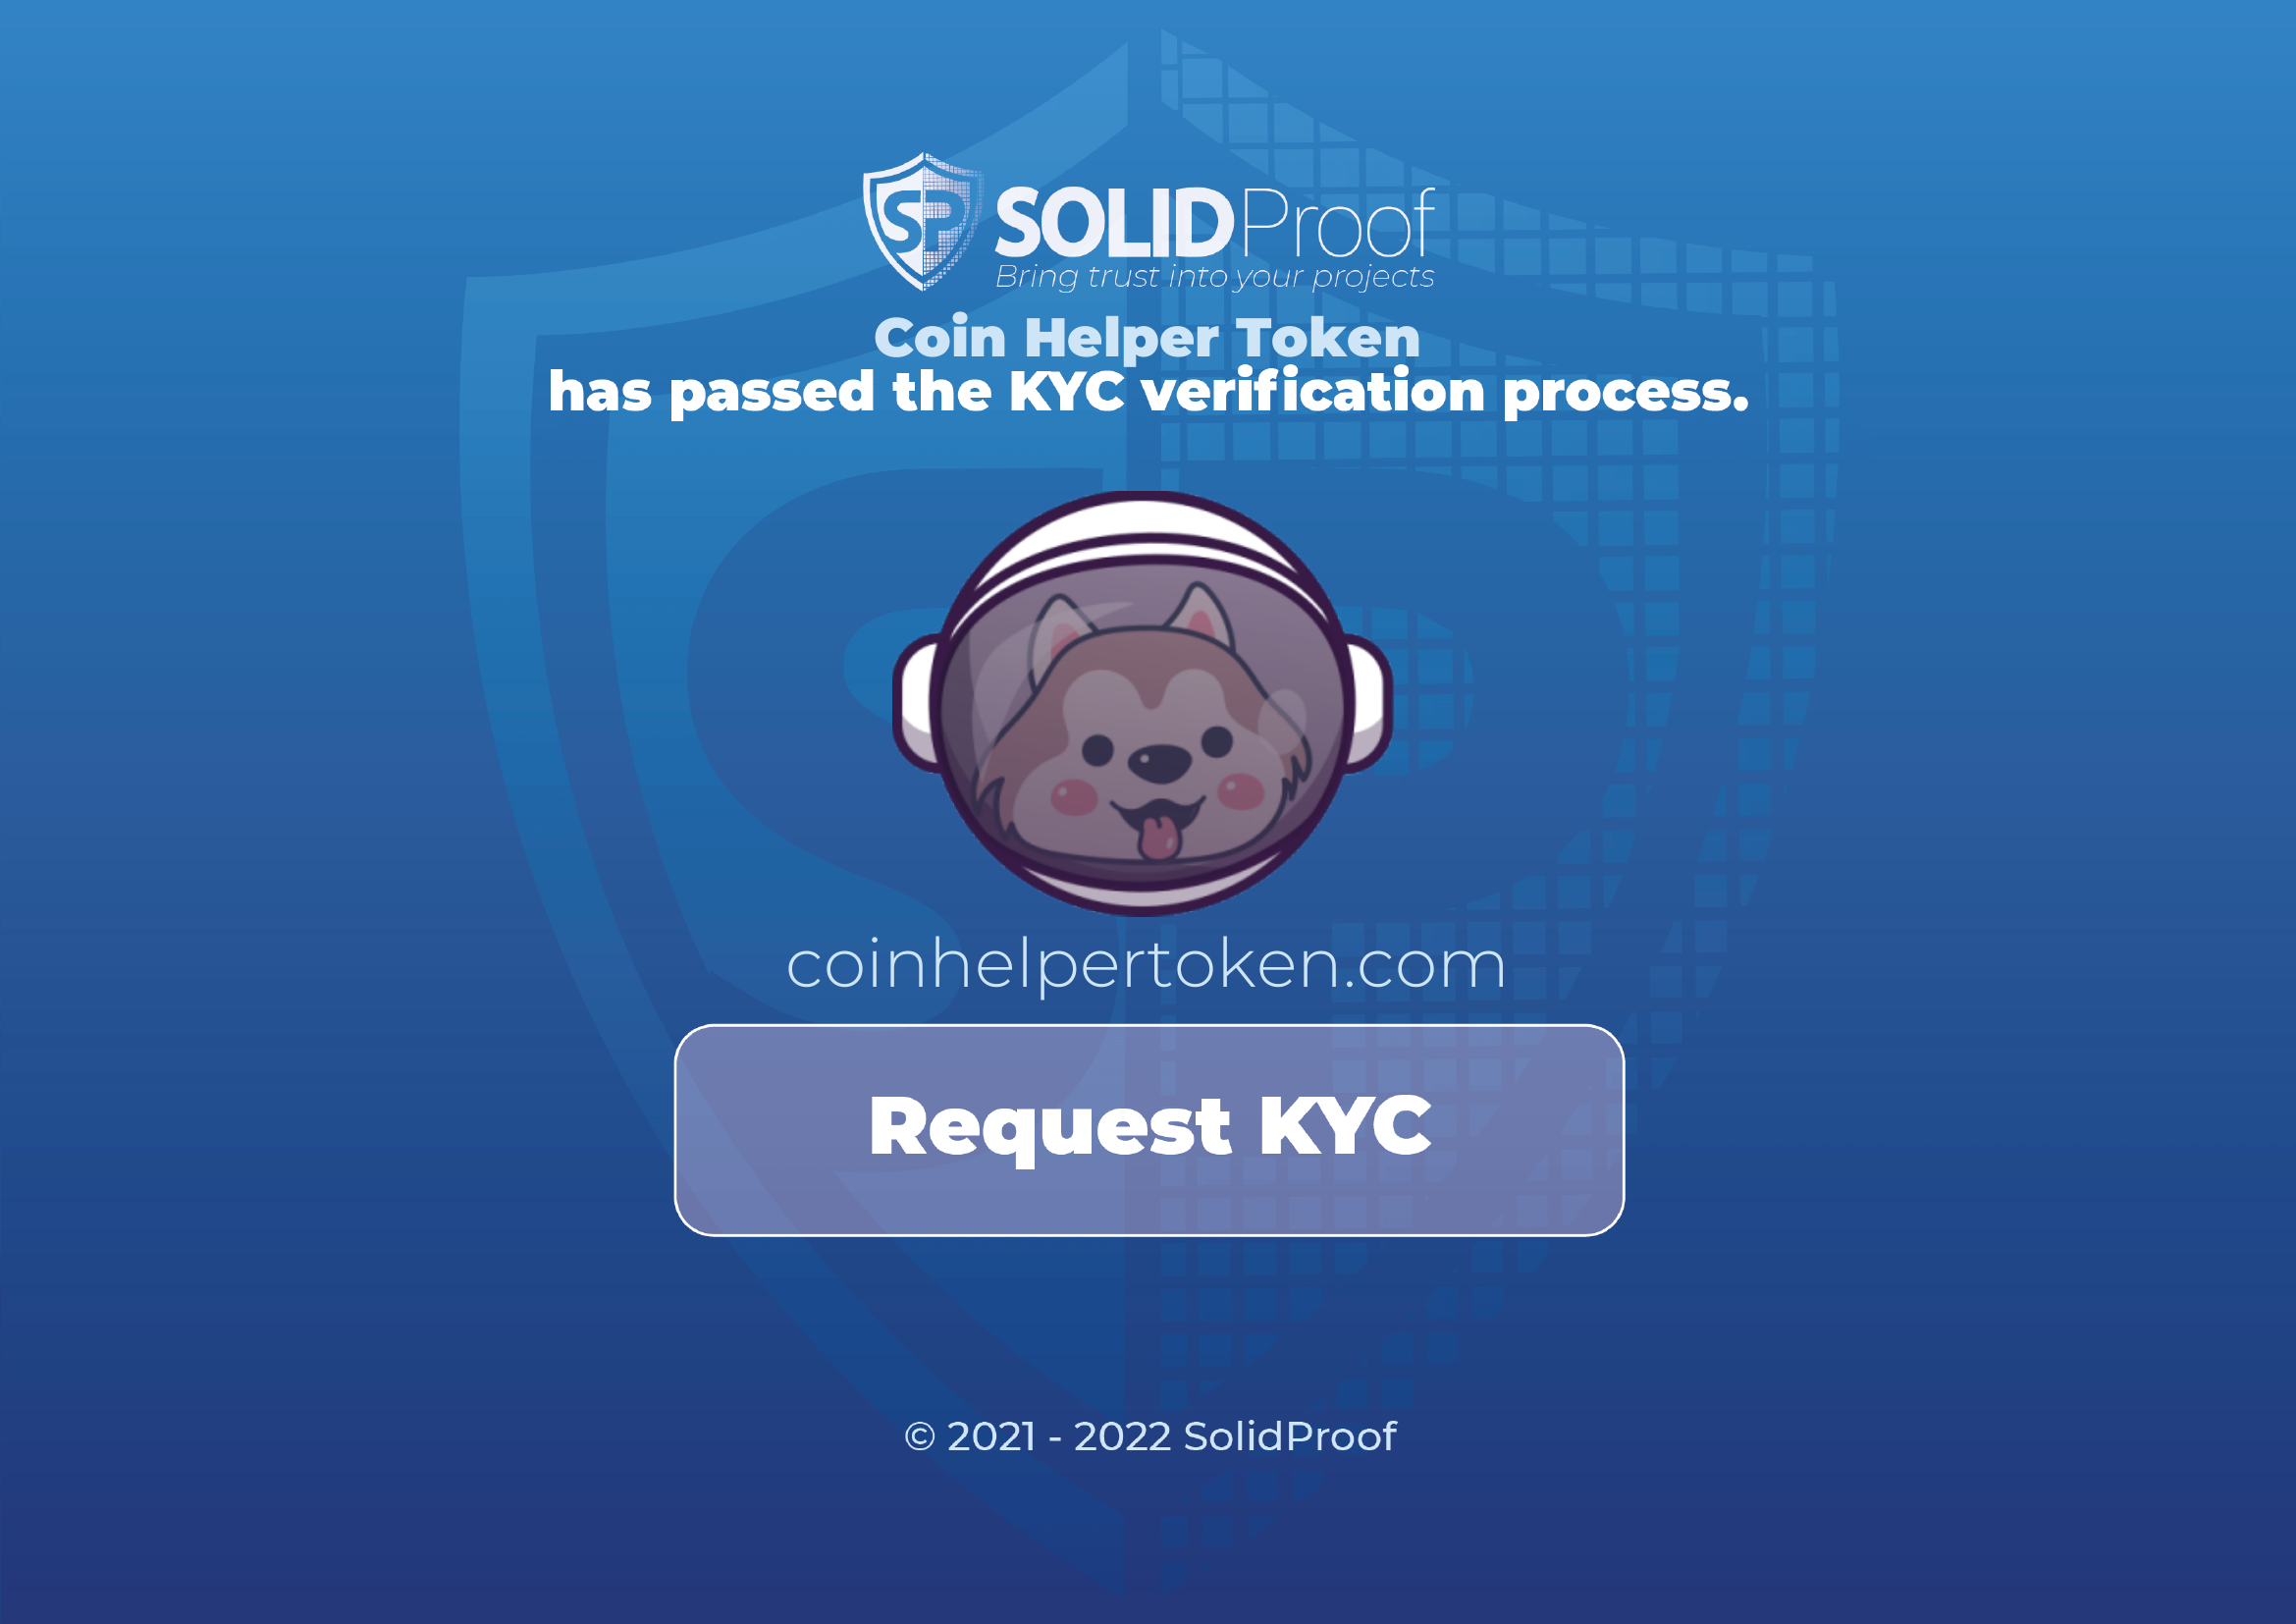 SP SOLIDProof
Bring trust into your projects
Coin Helper Token
has passed the KYC verification process.
coinhelpertoken.com
Request KYC
© 2021 - 2022 SolidProof